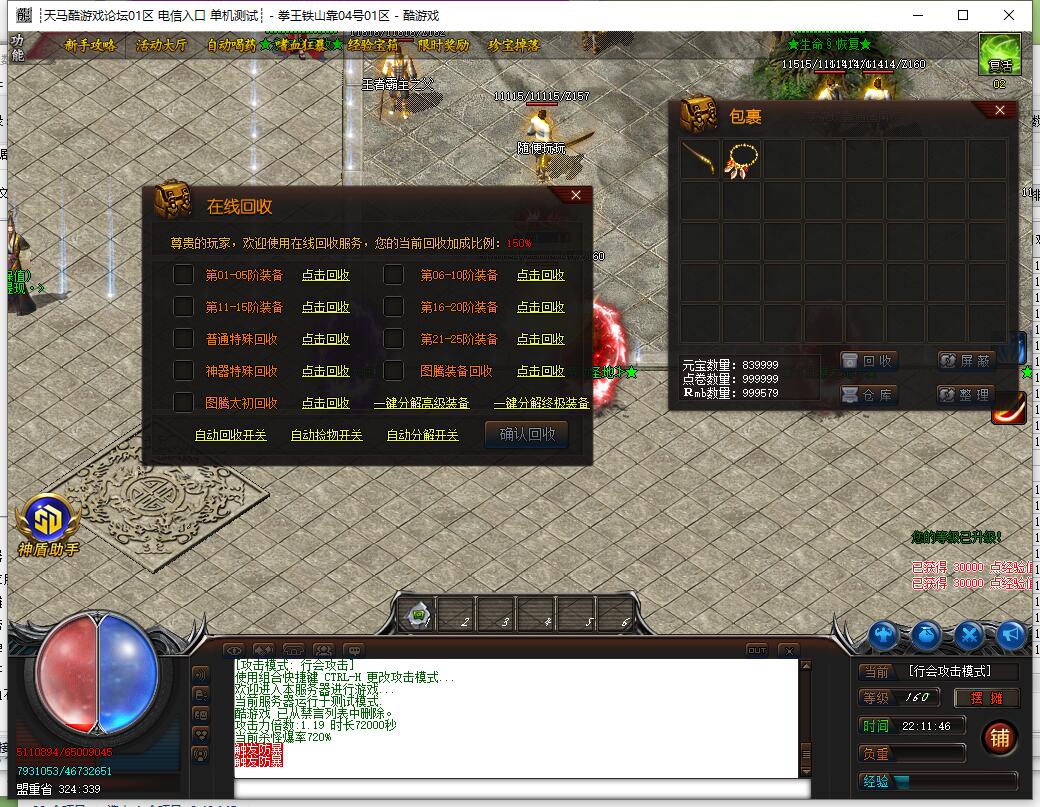 天马酷游戏论坛01区 电信入口 单机测试 - 拳王铁山靠04号01区 - 酷游戏
功能
新手攻略 活动大厅 自动喝药 ★嗜血狂暴★ 经验宝箱 限时奖励 珍宝掉落
★生命§恢复★
复活
02
王者霸主之父
11115/11115/Z157
随便玩玩
包裹
在线回收
尊贵的玩家，欢迎使用在线回收服务，您的当前回收加成比例：150%
第01-05阶装备 点击回收 第06-10阶装备 点击回收
第11-15阶装备 点击回收 第16-20阶装备 点击回收
普通特殊回收 点击回收 第21-25阶装备 点击回收
神器特殊回收 点击回收 图腾装备回收 点击回收
图腾太初回收 点击回收 一键分解高级装备 一键分解终极装备
自动回收开关 自动捡物开关 自动分解开关 确认回收
元宝数量：839999
点卷数量：999999
Rmb数量：999579
回收 屏蔽
仓库 整理
神盾助手
您的等级已升级！
已获得 30000 点经验值
已获得 30000 点经验值
1 2 3 4 5 6
OUT
[攻击模式: 行会攻击]
使用组合快捷键 CTRL-H 更改攻击模式...
欢迎进入本服务器进行游戏...
当前服务器运行于测试模式.
酷游戏 已从禁言列表中删除。
攻击力倍数:1.19 时长72000秒
当前杀怪爆率720%
触发防暴
触发防暴
5110894/65009045
7931053/46732651
盟重省 324:339
当前 [行会攻击模式]
等级 160 摆摊
时间 22:11:46
负重
铺
经验